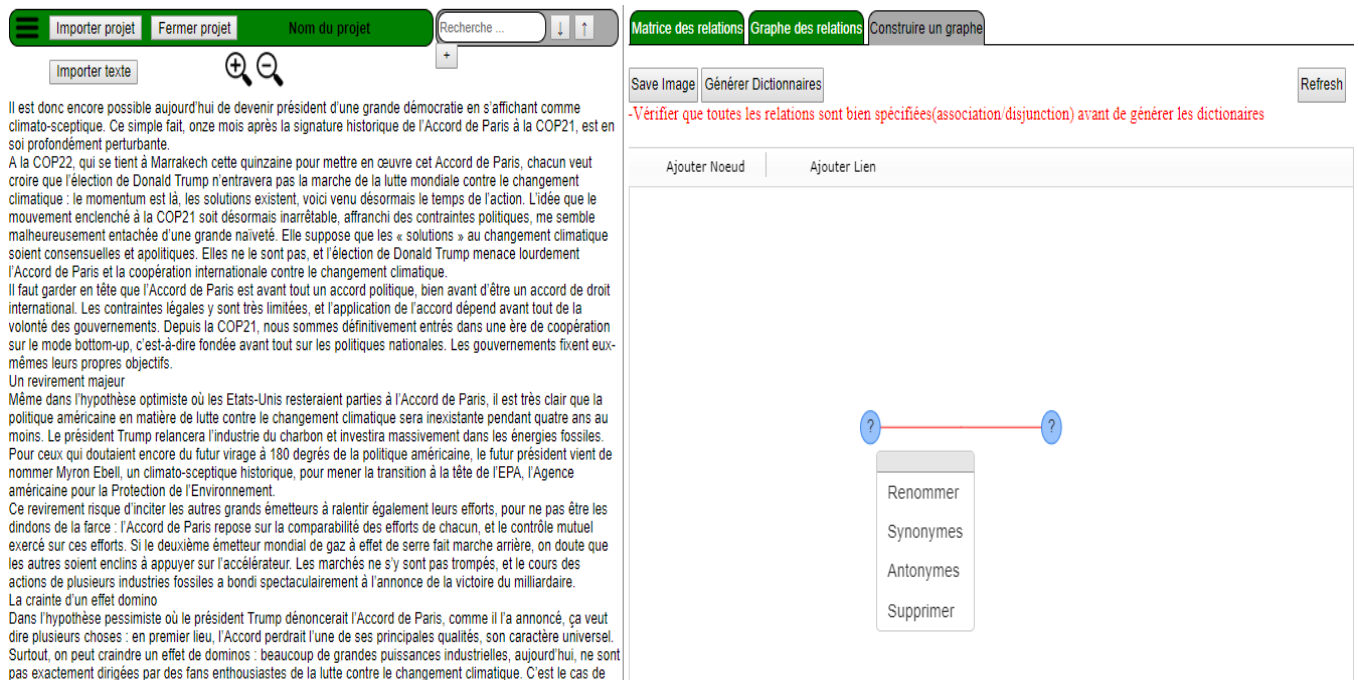 Importer projet Fermer projet Nom du projet Recherche ... ↓ ↑
+
Importer texte
Il est donc encore possible aujourd'hui de devenir président d'une grande démocratie en s'affichant comme
climato-sceptique. Ce simple fait, onze mois après la signature historique de l'Accord de Paris à la COP21, est en
soi profondément perturbante.
A la COP22, qui se tient à Marrakech cette quinzaine pour mettre en œuvre cet Accord de Paris, chacun veut
croire que l'élection de Donald Trump n'entravera pas la marche de la lutte mondiale contre le changement
climatique : le momentum est là, les solutions existent, voici venu désormais le temps de l'action. L'idée que le
mouvement enclenché à la COP21 soit désormais inarrêtable, affranchi des contraintes politiques, me semble
malheureusement entachée d'une grande naïveté. Elle suppose que les « solutions » au changement climatique
soient consensuelles et apolitiques. Elles ne le sont pas, et l'élection de Donald Trump menace lourdement
l'Accord de Paris et la coopération internationale contre le changement climatique.
Il faut garder en tête que l'Accord de Paris est avant tout un accord politique, bien avant d'être un accord de droit
international. Les contraintes légales y sont très limitées, et l'application de l'accord dépend avant tout de la
volonté des gouvernements. Depuis la COP21, nous sommes définitivement entrés dans une ère de coopération
sur le mode bottom-up, c'est-à-dire fondée avant tout sur les politiques nationales. Les gouvernements fixent eux-
mêmes leurs propres objectifs.
Un revirement majeur
Même dans l'hypothèse optimiste où les Etats-Unis resteraient parties à l'Accord de Paris, il est très clair que la
politique américaine en matière de lutte contre le changement climatique sera inexistante pendant quatre ans au
moins. Le président Trump relancera l'industrie du charbon et investira massivement dans les énergies fossiles.
Pour ceux qui doutaient encore du futur virage à 180 degrés de la politique américaine, le futur président vient de
nommer Myron Ebell, un climato-sceptique historique, pour mener la transition à la tête de l'EPA, l'Agence
américaine pour la Protection de l'Environnement.
Ce revirement risque d'inciter les autres grands émetteurs à ralentir également leurs efforts, pour ne pas être les
dindons de la farce : l'Accord de Paris repose sur la comparabilité des efforts de chacun, et le contrôle mutuel
exercé sur ces efforts. Si le deuxième émetteur mondial de gaz à effet de serre fait marche arrière, on doute que
les autres soient enclins à appuyer sur l'accélérateur. Les marchés ne s'y sont pas trompés, et le cours des
actions de plusieurs industries fossiles a bondi spectaculairement à l'annonce de la victoire du milliardaire.
La crainte d'un effet domino
Dans l'hypothèse pessimiste où le président Trump dénoncerait l'Accord de Paris, comme il l'a annoncé, ça veut
dire plusieurs choses : en premier lieu, l'Accord perdrait l'une de ses principales qualités, son caractère universel.
Surtout, on peut craindre un effet de dominos : beaucoup de grandes puissances industrielles, aujourd'hui, ne sont
pas exactement dirigées par des fans enthousiastes de la lutte contre le changement climatique. C'est le cas de
Matrice des relations Graphe des relations Construire un graphe
Save Image Générer Dictionnaires Refresh
-Vérifier que toutes les relations sont bien spécifiées(association/disjunction) avant de générer les dictionaires
Ajouter Noeud Ajouter Lien
? ?
Renommer
Synonymes
Antonymes
Supprimer